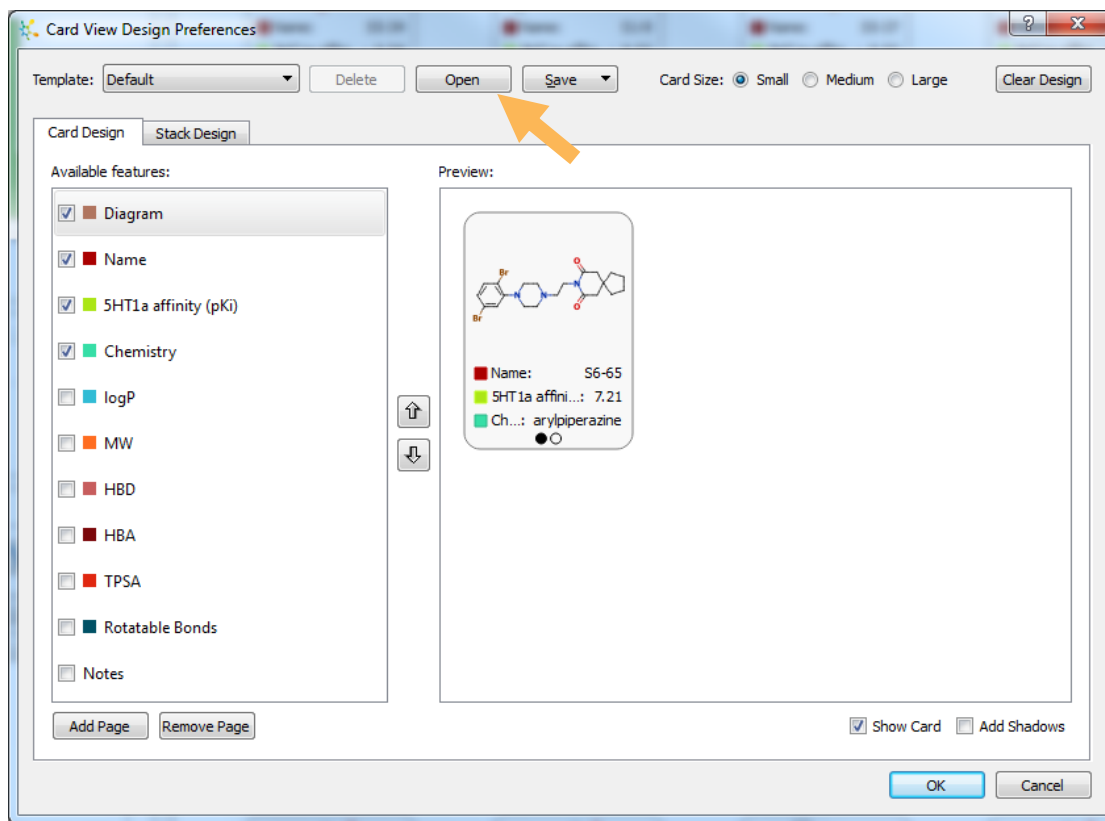 Card View Design Preferences
Template: Default Delete Open Save Card Size: Small Medium Large Clear Design
Card Design Stack Design
Available features: Preview:
Diagram
Name
5HT1a affinity (pKi)
Chemistry
logP
MW
HBD
HBA
TPSA
Rotatable Bonds
Notes
Br O N N N O Br
Name: S6-65
5HT1a affini...: 7.21
Ch...: arylpiperazine
Add Page Remove Page Show Card Add Shadows
OK Cancel